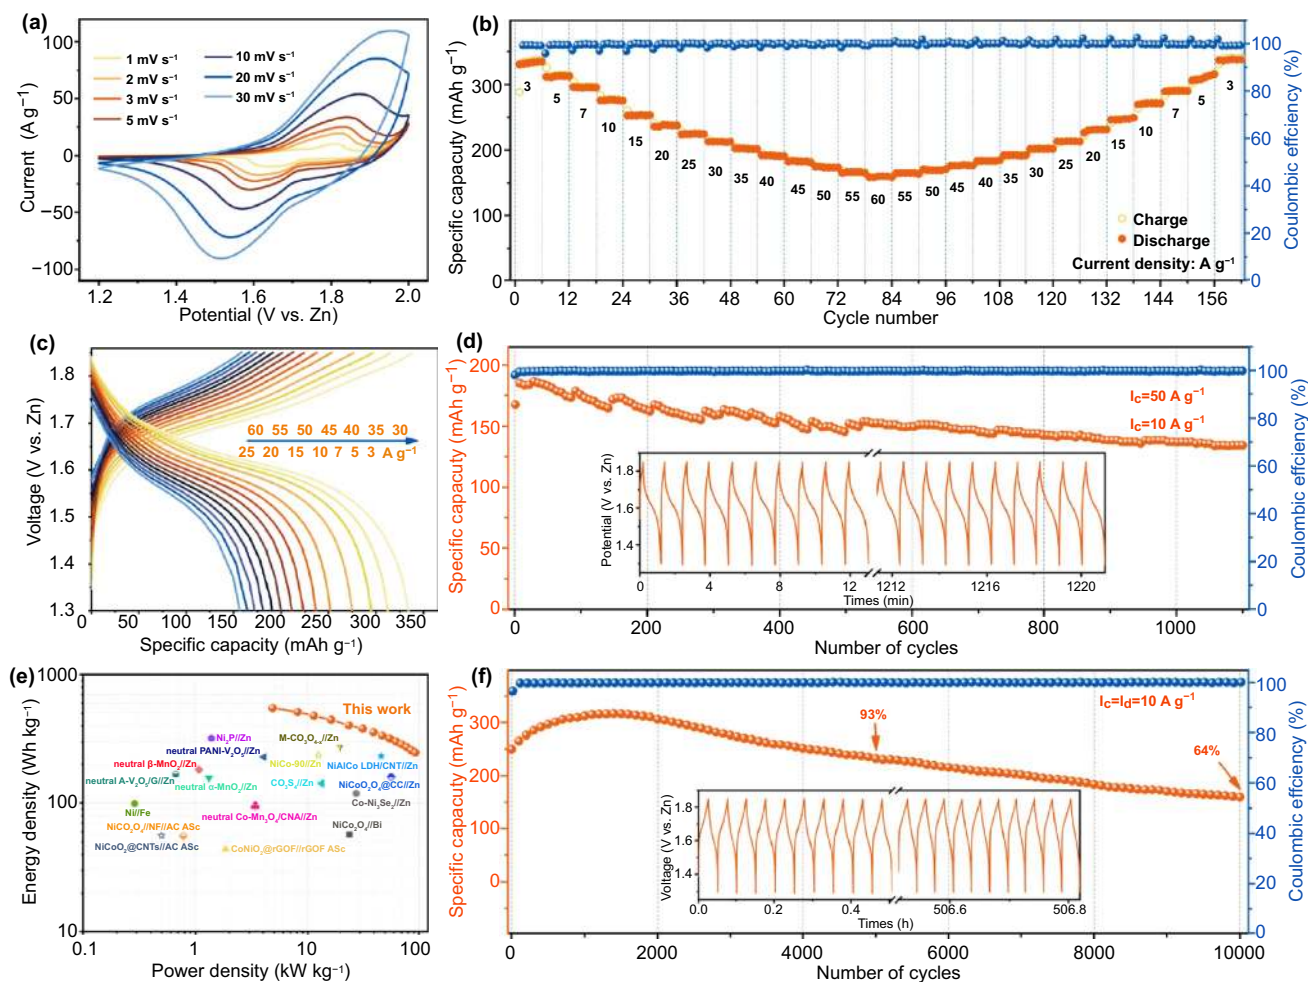 (a)
100
50
0
−50
−100
Current (A g⁻¹)
1 mV s⁻¹
2 mV s⁻¹
3 mV s⁻¹
5 mV s⁻¹
10 mV s⁻¹
20 mV s⁻¹
30 mV s⁻¹
1.2 1.4 1.6 1.8 2.0
Potential (V vs. Zn)
(b)
300
200
100
0
Specific capacuty (mAh g⁻¹)
3 5 7 10 15 20 25 30 35 40 45 50 55 60 55 50 45 40 35 30 25 20 15 10 7 5 3
Charge
Discharge
Current density: A g⁻¹
0 12 24 36 48 60 72 84 96 108 120 132 144 156
Cycle number
100
80
60
40
20
0
Coulombic effciency (%)
(c)
1.8
1.7
1.6
1.5
1.4
1.3
Voltage (V vs. Zn)
60 55 50 45 40 35 30
25 20 15 10 7 5 3 A g⁻¹
0 50 100 150 200 250 300 350
Specific capacity (mAh g⁻¹)
(d)
200
150
100
75
50
0
Specific capacity (mAh g⁻¹)
I_c=50 A g⁻¹
I_c=10 A g⁻¹
1.8
1.6
1.4
Potential (V vs. Zn)
0 4 8 12 1212 1216 1220
Times (min)
0 200 400 600 800 1000
Number of cycles
100
80
60
40
20
0
Coulombic efficiency (%)
(e)
1000
100
10
Energy density (Wh kg⁻¹)
This work
Ni₂P//Zn
M-CO₃O₄₋ₓ//Zn
neutral PANI-V₂O₅//Zn
NiCo-90//Zn
neutral β-MnO₂//Zn
NiAlCo LDH/CNT//Zn
neutral A-V₂O₅/G//Zn
neutral α-MnO₂//Zn
CO₃S₄//Zn
NiCoO₂O₄@CC//Zn
Ni//Fe
neutral Co-Mn₃O₄/CNA//Zn
Co-Ni₃Se₂//Zn
NiCO₂O₄//NF//AC ASc
NiCo₂O₄//Bi
NiCoO₂@CNTs//AC ASC
CoNiO₂@rGOF//rGOF ASc
0.1 1 10 100
Power density (kW kg⁻¹)
(f)
400
300
200
150
100
0
Specific capacity (mAh g⁻¹)
93%
I_c=I_d=10 A g⁻¹
64%
1.8
1.6
1.4
Voltage (V vs. Zn)
0.0 0.2 0.4 506.6 506.8
Times (h)
0 2000 4000 6000 8000 10000
Number of cycles
100
80
60
40
20
0
Coulombic efficiency (%)